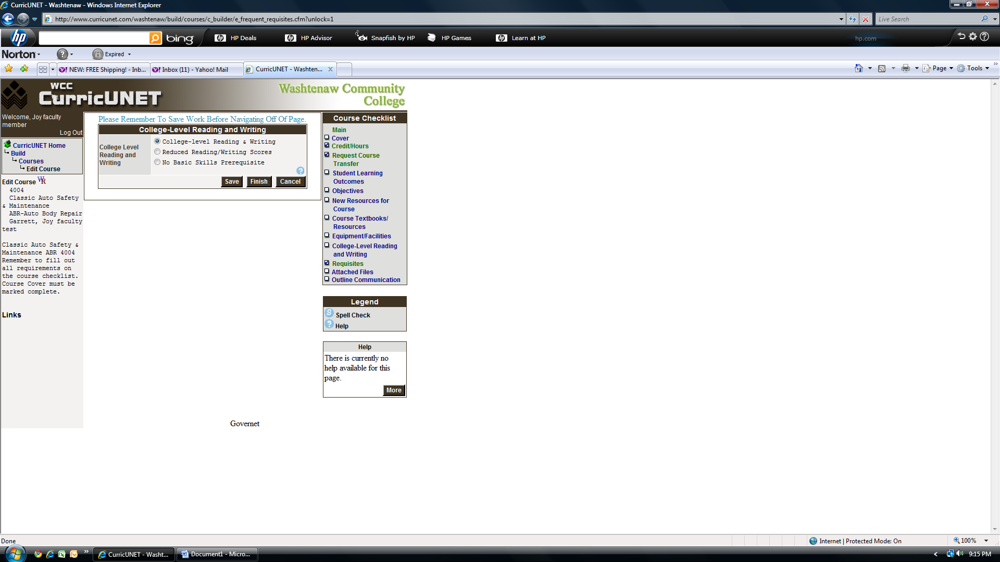 CurricUNET - Washtenaw - Windows Internet Explorer
http://www.curricunet.com/washtenaw/build/courses/c_builder/e_frequent_requisites.cfm?unlock=1
Live Search
hp
bing
HP Deals
HP Advisor
Snapfish by HP
HP Games
Learn at HP
hp.com
Norton
Expired
NEW: FREE Shipping! - Inb...
Inbox (11) - Yahoo! Mail
CurricUNET - Washten...
Page
Tools
WCC
CurricUNET
Washtenaw Community
College
Welcome, Joy faculty
member
Log Out
CurricUNET Home
Build
Courses
Edit Course
Edit Course WR
4004
Classic Auto Safety
& Maintenance
ABR-Auto Body Repair
Garrett, Joy faculty
test
Classic Auto Safety &
Maintenance ABR 4004
Remember to fill out
all requirements on
the course checklist.
Course Cover must be
marked complete.
Links
Please Remember To Save Work Before Navigating Off Of Page.
College-Level Reading and Writing
College Level
Reading and
Writing
College-level Reading & Writing
Reduced Reading/Writing Scores
No Basic Skills Prerequisite
?
Save
Finish
Cancel
Course Checklist
Main
Cover
Credit/Hours
Request Course
Transfer
Student Learning
Outcomes
Objectives
New Resources for
Course
Course Textbooks/
Resources
Equipment/Facilities
College-Level Reading
and Writing
Requisites
Attached Files
Outline Communication
Legend
S Spell Check
? Help
Help
There is currently no
help available for this
page.
More
Governet
Done
Internet | Protected Mode: On
100%
CurricUNET - Washt...
Document1 - Micro...
9:15 PM